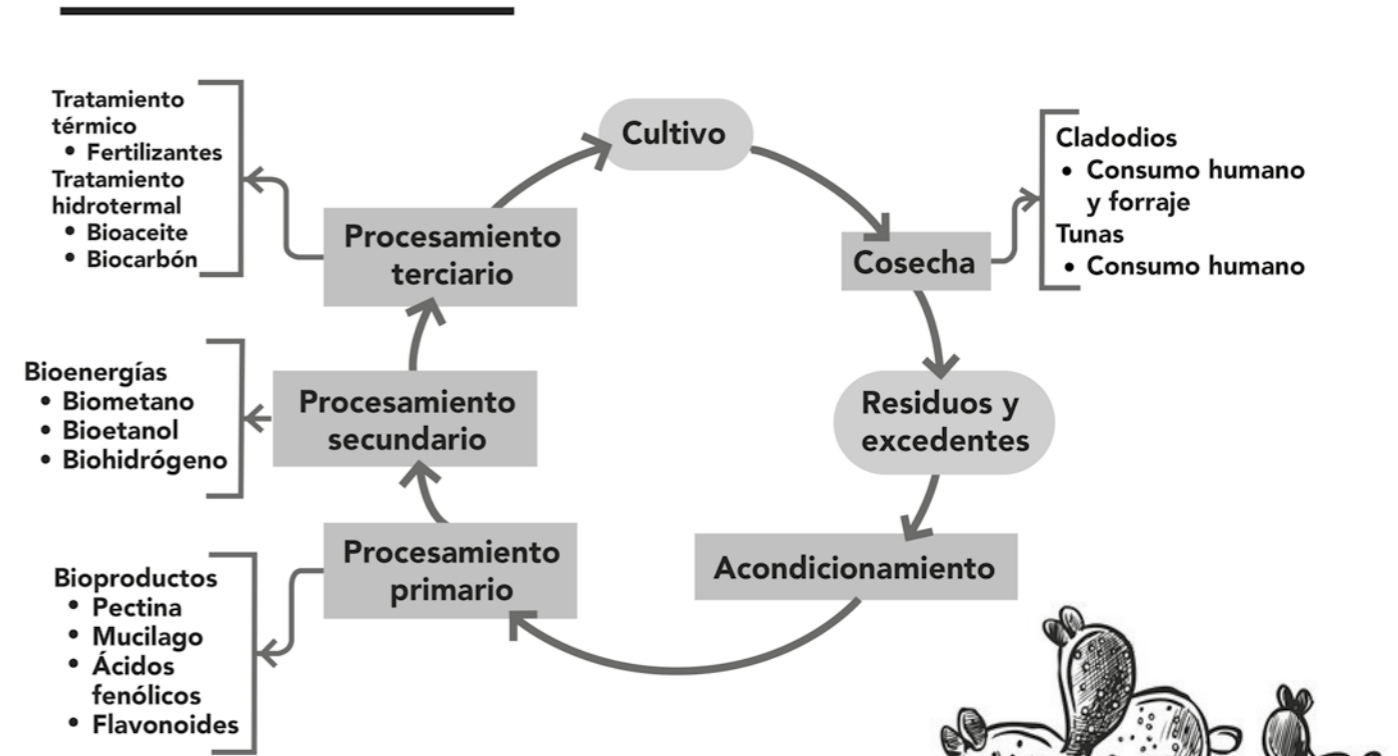 Tratamiento
térmico
• Fertilizantes
Tratamiento
hidrotermal
• Bioaceite
• Biocarbón
Cultivo
Cladodios
• Consumo humano
y forraje
Tunas
• Consumo humano
Procesamiento
terciario
Cosecha
Bioenergías
• Biometano
• Bioetanol
• Biohidrógeno
Procesamiento
secundario
Residuos y
excedentes
Procesamiento
primario
Acondicionamiento
Bioproductos
• Pectina
• Mucilago
• Ácidos
fenólicos
• Flavonoides